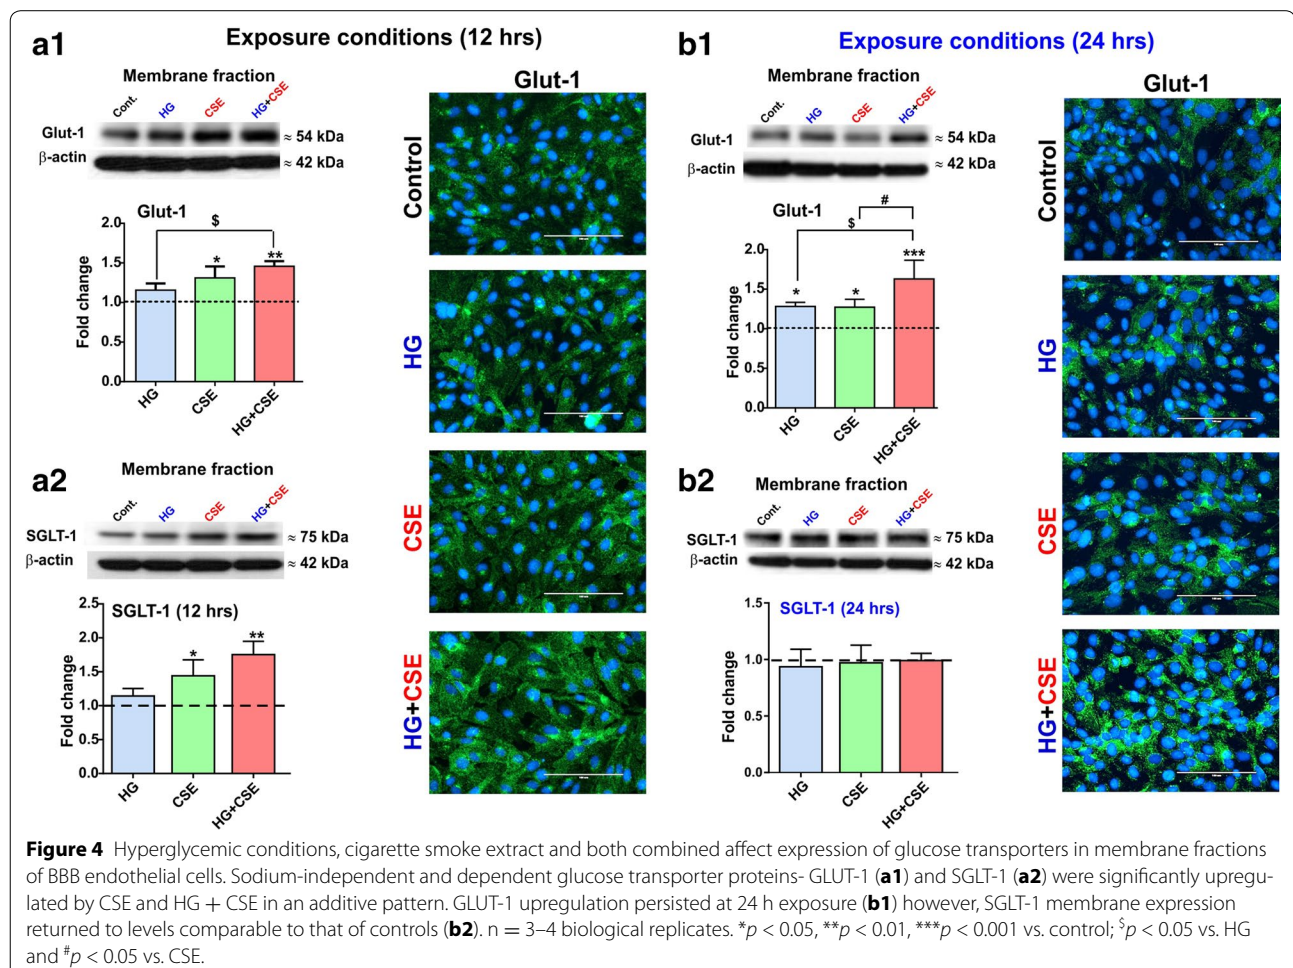 a1
Exposure conditions (12 hrs)
Membrane fraction
Cont. HG CSE HG+CSE
Glut-1 ≈ 54 kDa
β-actin ≈ 42 kDa
Glut-1
$
* **
Fold change
2.0
1.5
1.0
0.5
0.0
HG CSE HG+CSE
Glut-1
Control
HG
CSE
HG+CSE
a2
Membrane fraction
Cont. HG CSE HG+CSE
SGLT-1 ≈ 75 kDa
β-actin ≈ 42 kDa
SGLT-1 (12 hrs)
* **
Fold change
2.5
2.0
1.5
1.0
0.5
0.0
HG CSE HG+CSE
b1
Exposure conditions (24 hrs)
Membrane fraction
Cont. HG CSE HG+CSE
Glut-1 ≈ 54 kDa
β-actin ≈ 42 kDa
Glut-1
#
$
* * ***
Fold change
2.0
1.5
1.0
0.5
0.0
HG CSE HG+CSE
Glut-1
Control
HG
CSE
HG+CSE
b2
Membrane fraction
Cont. HG CSE HG+CSE
SGLT-1 ≈ 75 kDa
β-actin ≈ 42 kDa
SGLT-1 (24 hrs)
Fold change
1.5
1.0
0.5
0.0
HG CSE HG+CSE
Figure 4 Hyperglycemic conditions, cigarette smoke extract and both combined affect expression of glucose transporters in membrane fractions
of BBB endothelial cells. Sodium-independent and dependent glucose transporter proteins- GLUT-1 (a1) and SGLT-1 (a2) were significantly upregu-
lated by CSE and HG + CSE in an additive pattern. GLUT-1 upregulation persisted at 24 h exposure (b1) however, SGLT-1 membrane expression
returned to levels comparable to that of controls (b2). n = 3–4 biological replicates. *p < 0.05, **p < 0.01, ***p < 0.001 vs. control; $p < 0.05 vs. HG
and #p < 0.05 vs. CSE.